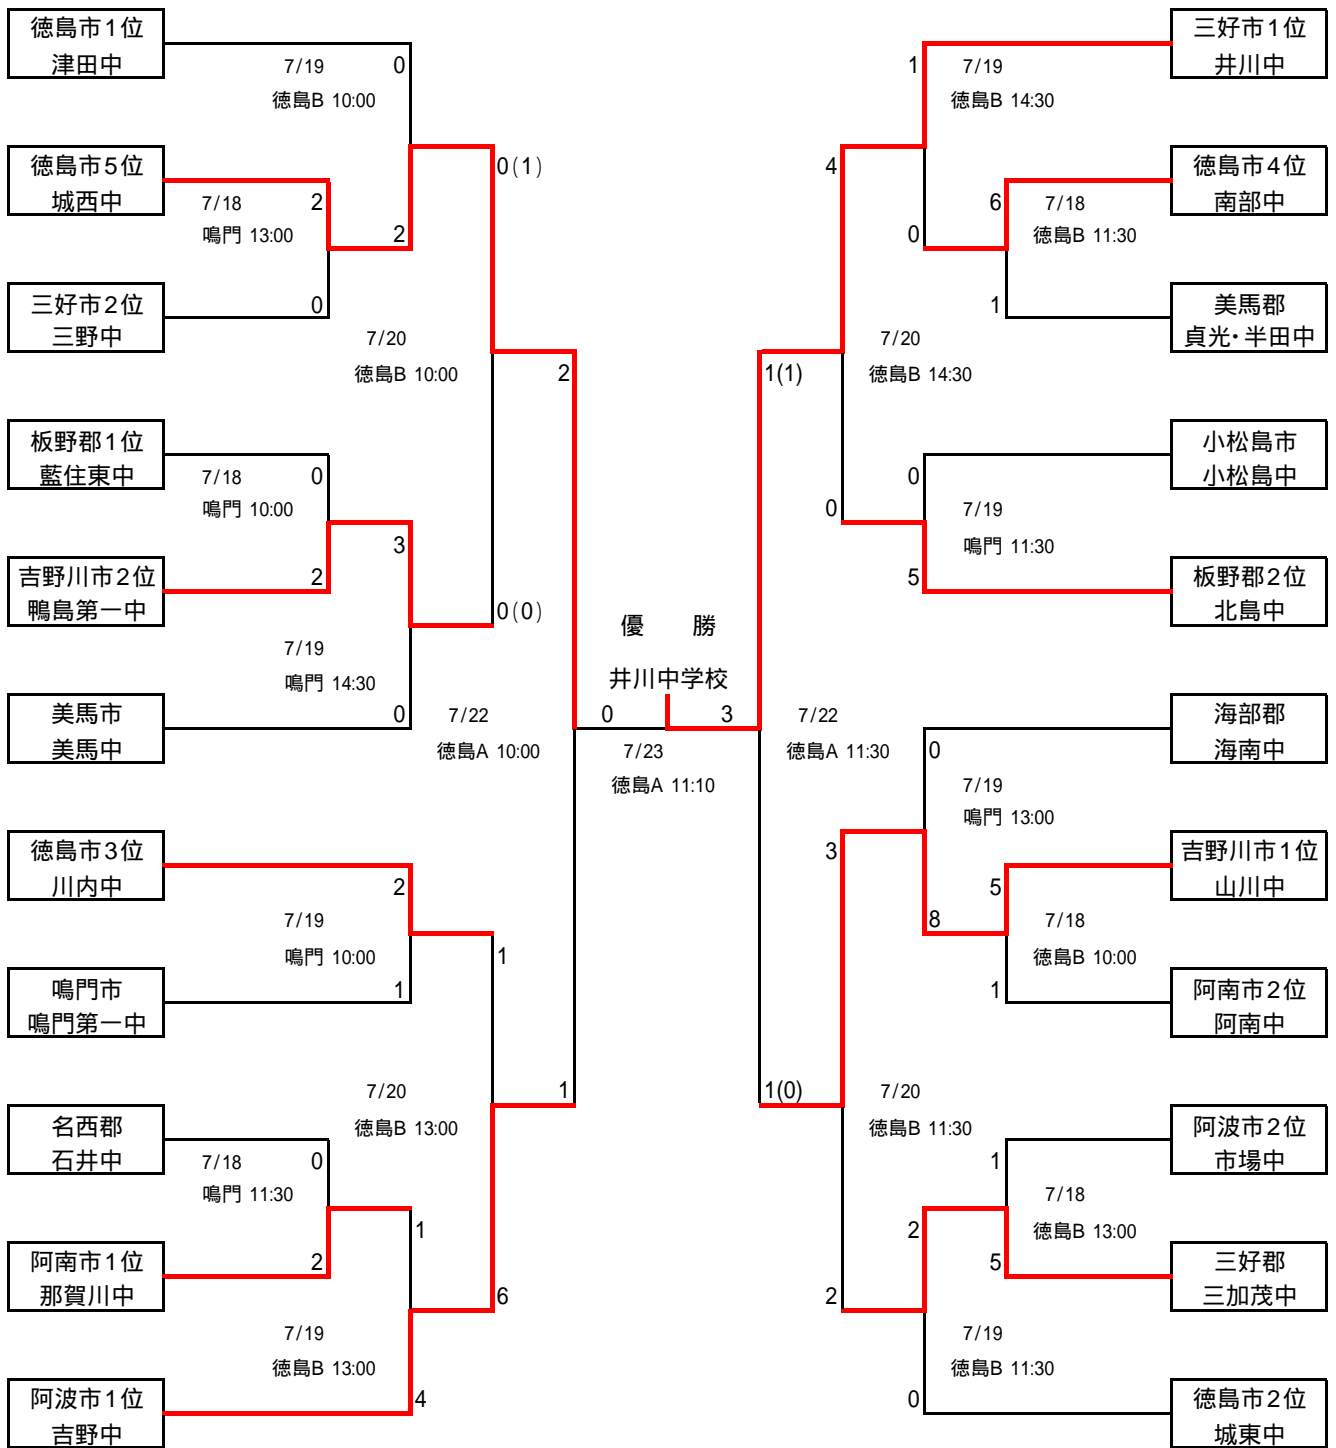 徳島市1位
津田中
7/19
徳島B 10:00
0
徳島市5位
城西中
7/18
鳴門 13:00
2
2
0(1)
三好市2位
三野中
0
7/20
徳島B 10:00
2
板野郡1位
藍住東中
7/18
鳴門 10:00
0
吉野川市2位
鴨島第一中
2
3
0(0)
7/19
鳴門 14:30
美馬市
美馬中
0
7/22
徳島A 10:00
徳島市3位
川内中
2
7/19
鳴門 10:00
1
鳴門市
鳴門第一中
1
7/20
徳島B 13:00
1
名西郡
石井中
7/18
鳴門 11:30
0
1
阿南市1位
那賀川中
2
6
7/19
徳島B 13:00
阿波市1位
吉野中
4
優 勝
井川中学校
0
3
7/23
徳島A 11:10
三好市1位
井川中
1
7/19
徳島B 14:30
4
徳島市4位
南部中
6
7/18
徳島B 11:30
0
美馬郡
貞光・半田中
1
7/20
徳島B 14:30
1(1)
小松島市
小松島中
0
7/19
鳴門 11:30
0
板野郡2位
北島中
5
7/22
徳島A 11:30
海部郡
海南中
0
7/19
鳴門 13:00
3
吉野川市1位
山川中
5
8
7/18
徳島B 10:00
阿南市2位
阿南中
1
7/20
徳島B 11:30
1(0)
阿波市2位
市場中
1
7/18
徳島B 13:00
2
三好郡
三加茂中
5
2
7/19
徳島B 11:30
徳島市2位
城東中
0